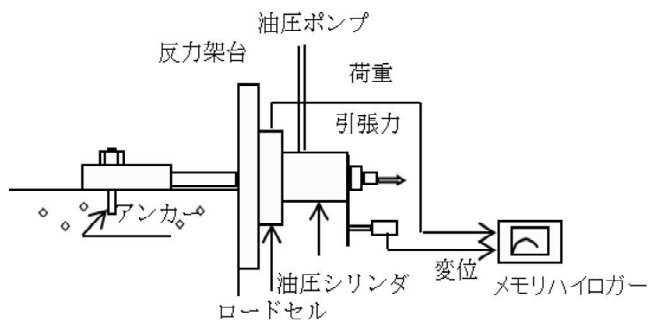 油圧ポンプ
反力架台
荷重
引張力
アンカー
油圧シリンダ
変位
メモリハイロガー
ロードセル